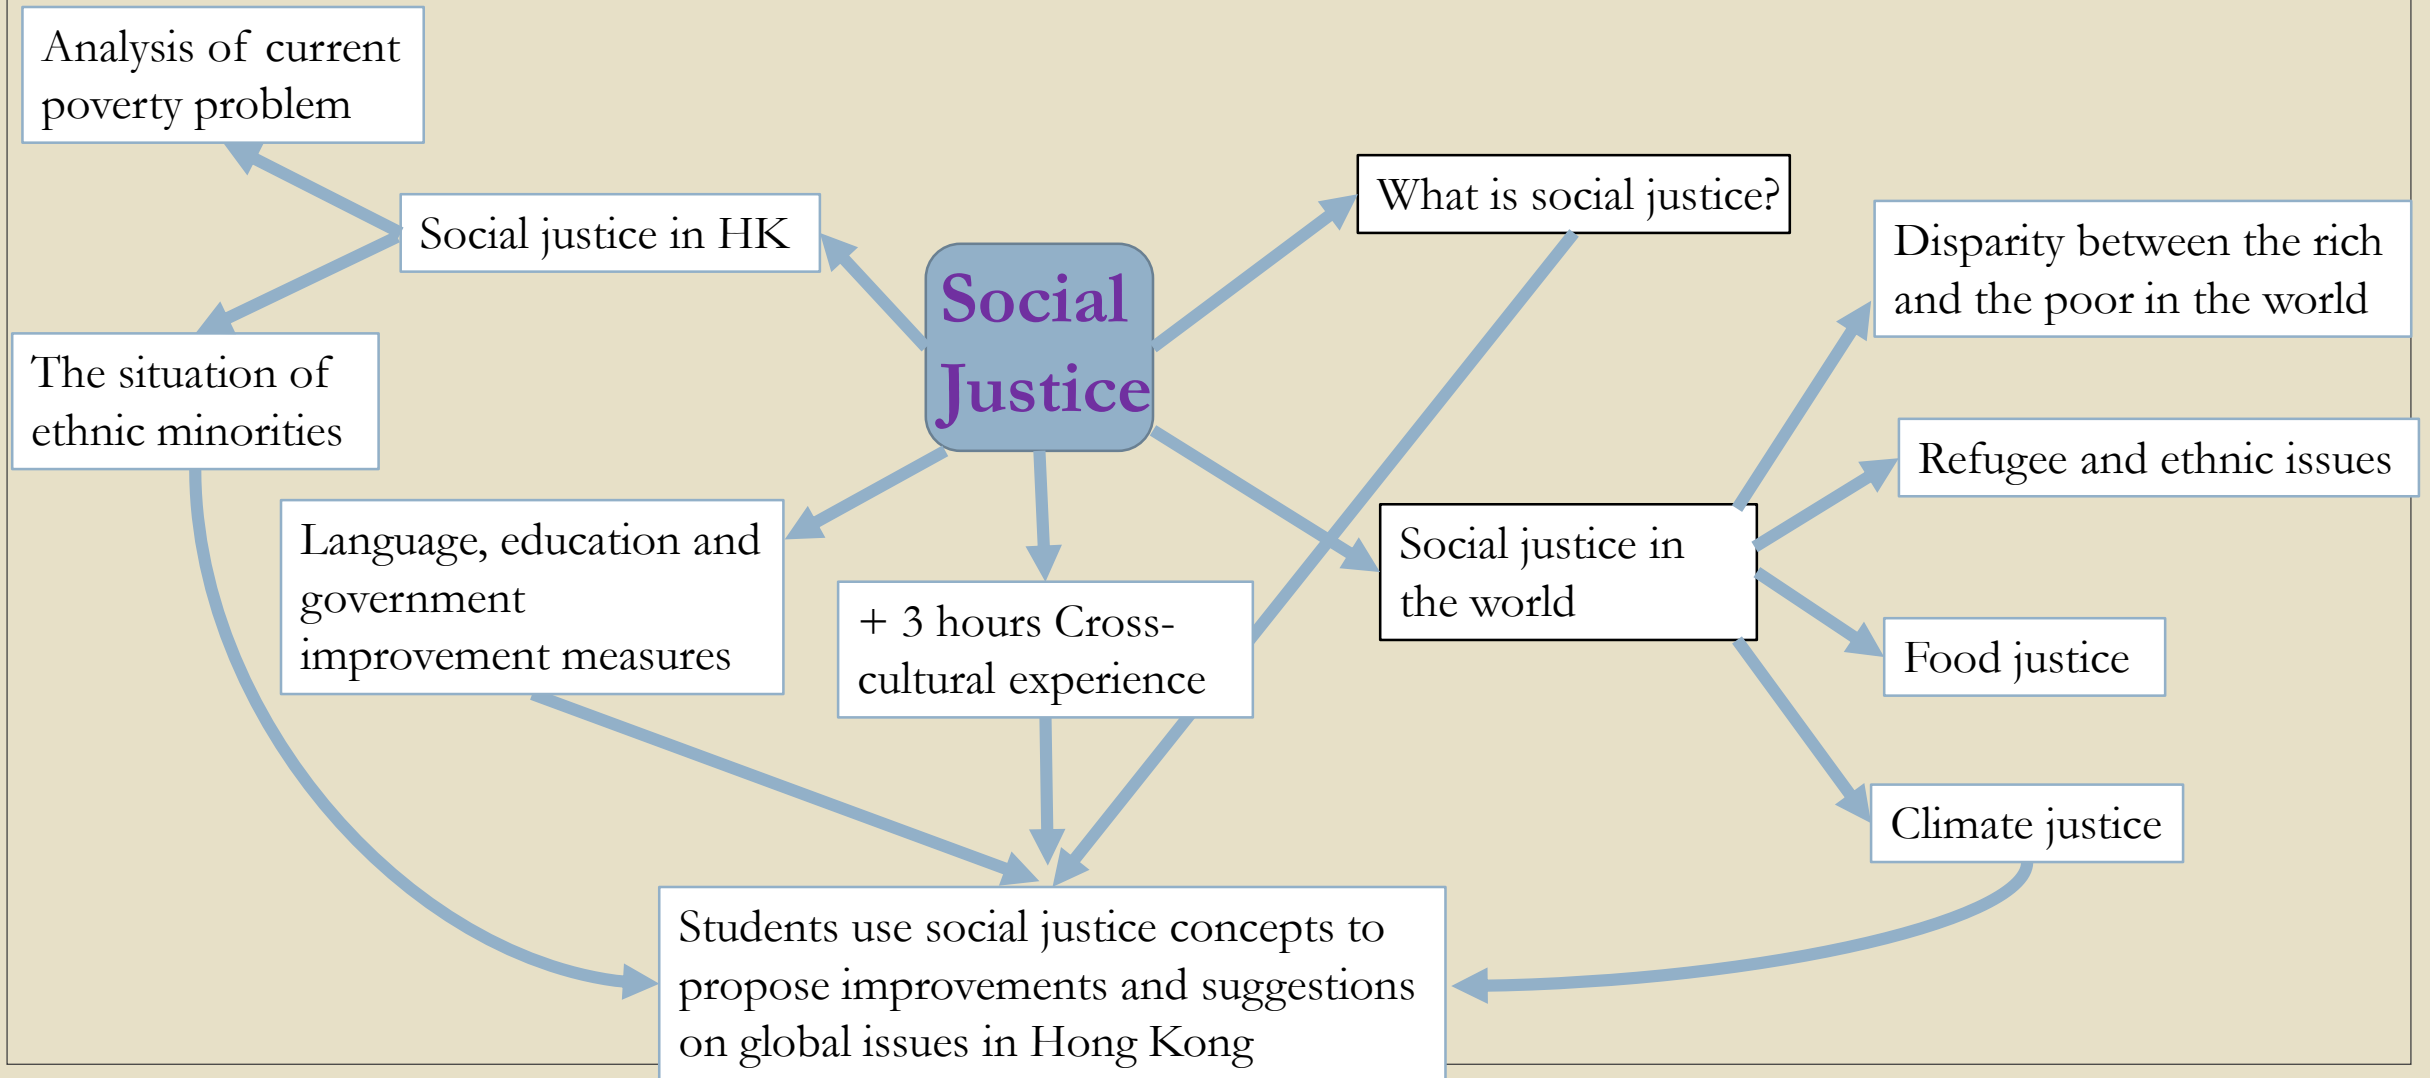 Analysis of current
poverty problem
Social justice in HK
The situation of
ethnic minorities
Social
Justice
What is social justice?
Disparity between the rich
and the poor in the world
Refugee and ethnic issues
Social justice in
the world
Food justice
Climate justice
Language, education and
government
improvement measures
+ 3 hours Cross-
cultural experience
Students use social justice concepts to
propose improvements and suggestions
on global issues in Hong Kong